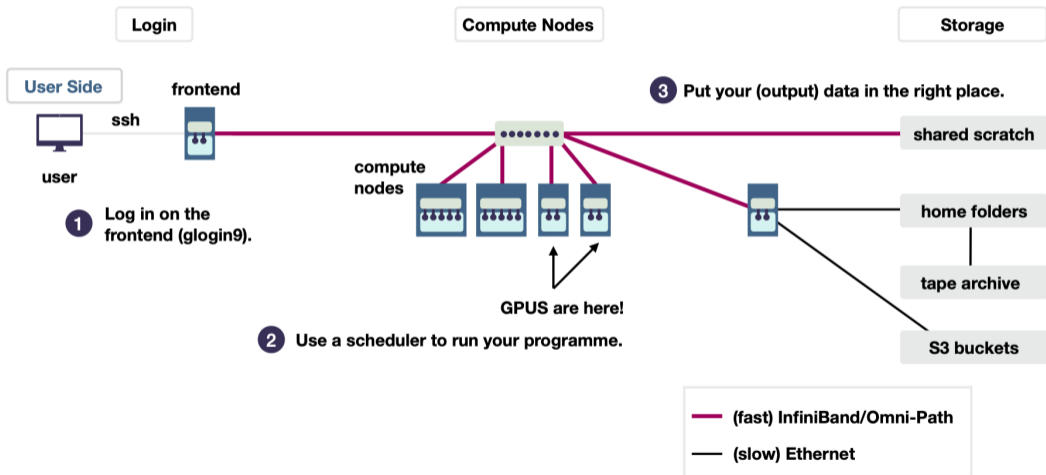 Login
Compute Nodes
Storage
User Side
frontend
3 Put your (output) data in the right place.
ssh
shared scratch
user
compute
nodes
1 Log in on the
frontend (glogin9).
home folders
tape archive
GPUS are here!
2 Use a scheduler to run your programme.
S3 buckets
(fast) InfiniBand/Omni-Path
(slow) Ethernet